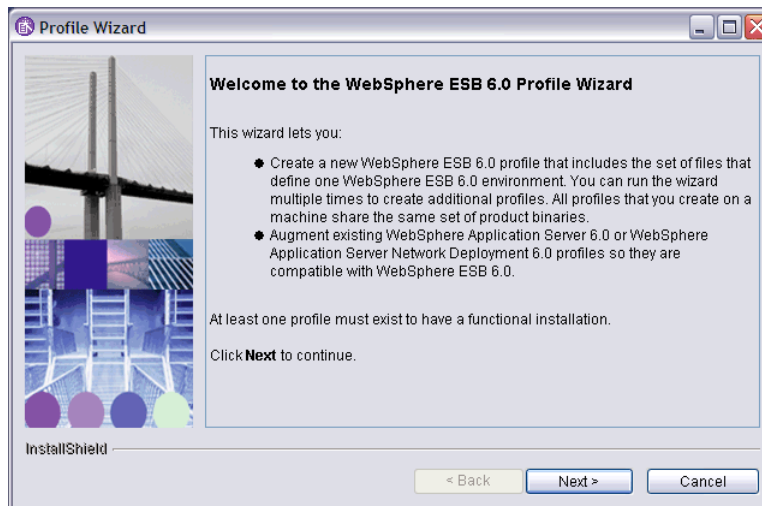 Profile Wizard
Welcome to the WebSphere ESB 6.0 Profile Wizard
This wizard lets you:
● Create a new WebSphere ESB 6.0 profile that includes the set of files that
define one WebSphere ESB 6.0 environment. You can run the wizard
multiple times to create additional profiles. All profiles that you create on a
machine share the same set of product binaries.
● Augment existing WebSphere Application Server 6.0 or WebSphere
Application Server Network Deployment 6.0 profiles so they are
compatible with WebSphere ESB 6.0.
At least one profile must exist to have a functional installation.
Click Next to continue.
InstallShield
< Back Next > Cancel